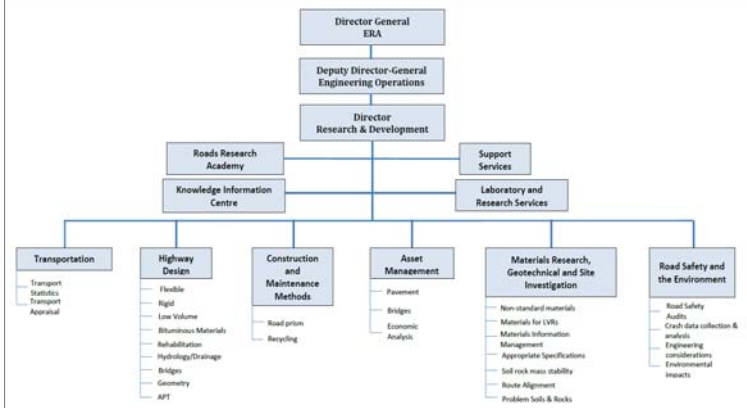 Director General
ERA
Deputy Director-General
Engineering Operations
Director
Research & Development
Roads Research
Academy
Support
Services
Knowledge Information
Centre
Laboratory and
Research Services
Transportation
Transport
Statistics
Transport
Appraisal
Highway
Design
Flexible
Rigid
Low Volume
Bituminous Materials
Rehabilitation
Hydrology/Drainage
Bridges
Geometry
APT
Construction
and
Maintenance
Methods
Road prism
Recycling
Asset
Management
Pavement
Bridges
Economic
Analysis
Materials Research,
Geotechnical and Site
Investigation
Non-standard materials
Materials for LVRs
Materials Information
Management
Appropriate Specifications
Soil rock mass stability
Route Alignment
Problem Soils & Rocks
Road Safety and
the Environment
Road Safety
Audits
Crash data collection &
analysis
Engineering
considerations
Environmental
impacts